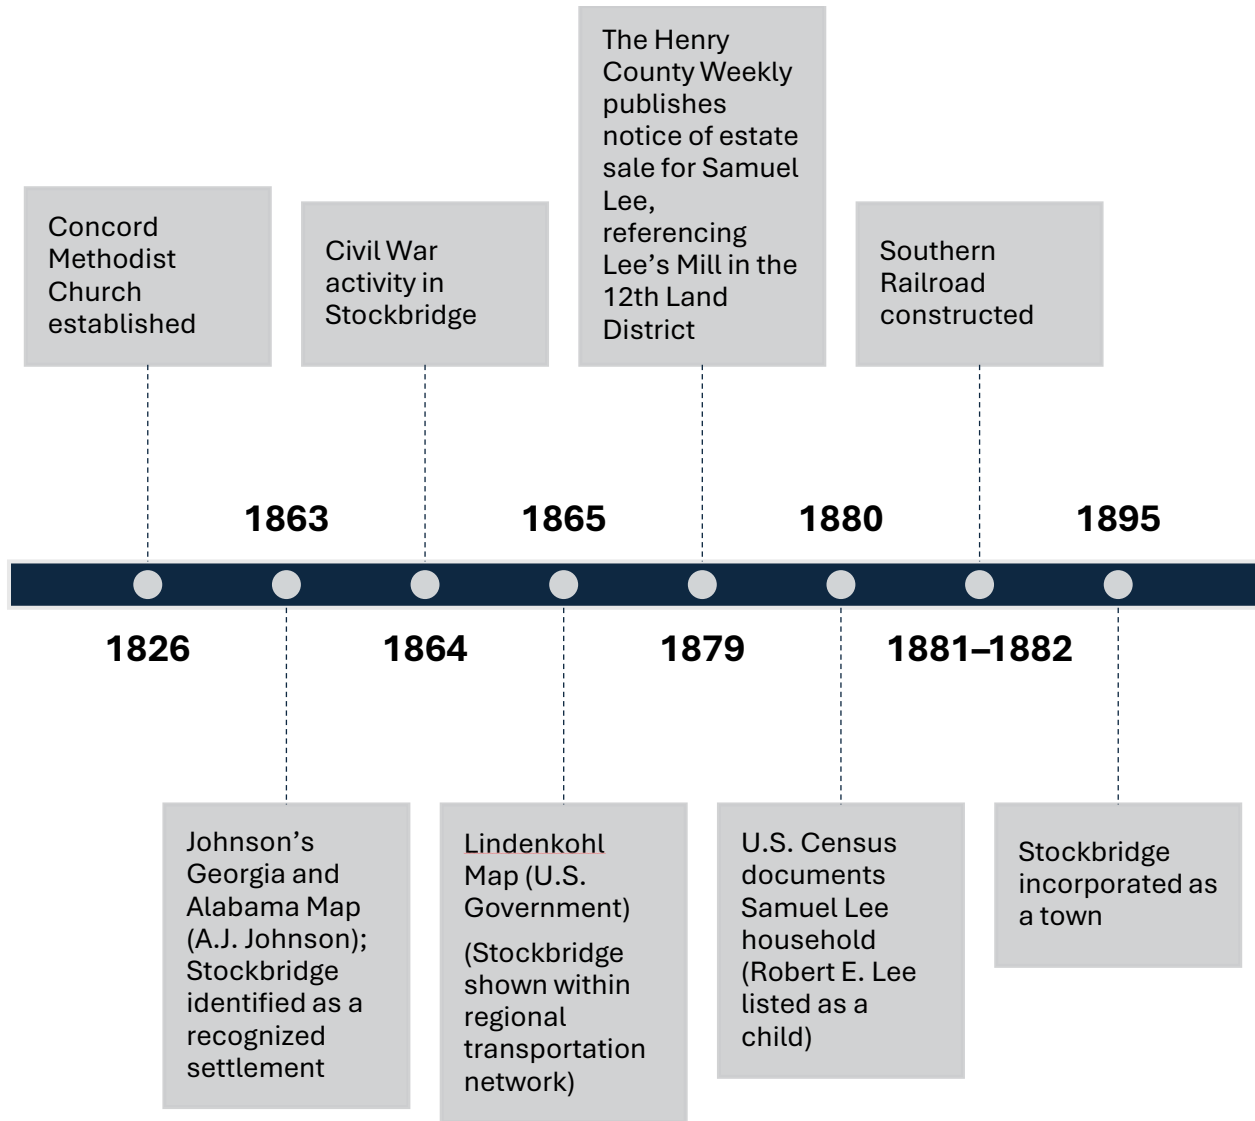 The Henry
County Weekly
publishes
notice of estate
sale for Samuel
Lee,
referencing
Lee’s Mill in the
12th Land
District
Concord
Methodist
Church
established
Civil War
activity in
Stockbridge
Southern
Railroad
constructed
1863
1865
1880
1895
1826
1864
1879
1881–1882
Johnson’s
Georgia and
Alabama Map
(A.J. Johnson);
Stockbridge
identified as a
recognized
settlement
Lindenkohl
Map (U.S.
Government)
(Stockbridge
shown within
regional
transportation
network)
U.S. Census
documents
Samuel Lee
household
(Robert E. Lee
listed as a
child)
Stockbridge
incorporated as
a town